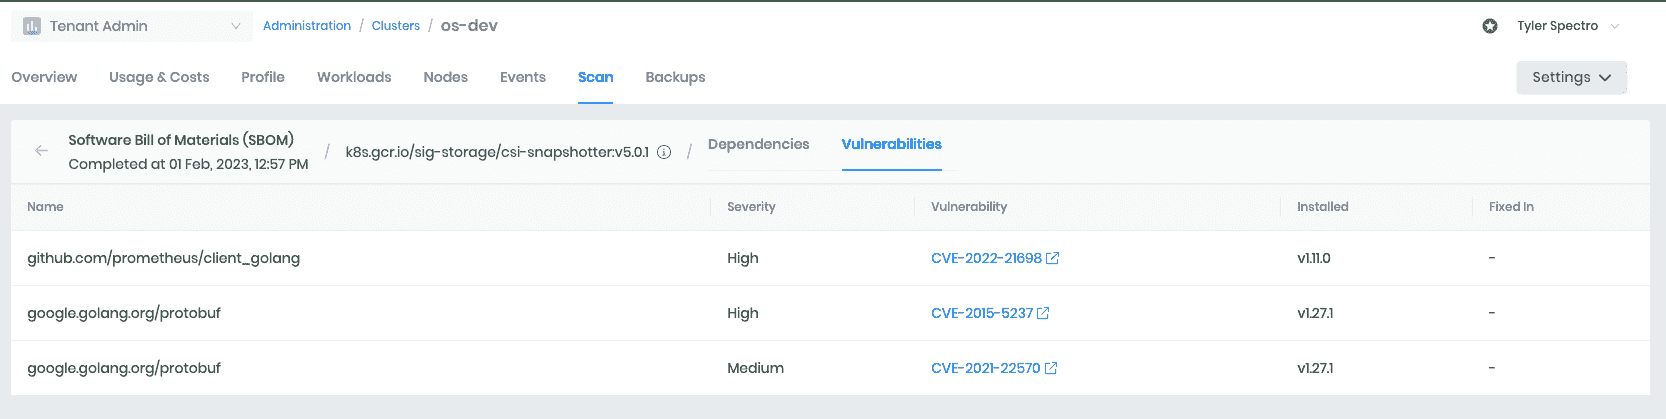 Tenant Admin Administration / Clusters / os-dev Tyler Spectro
Overview Usage & Costs Profile Workloads Nodes Events Scan Backups Settings
Software Bill of Materials (SBOM)
Completed at 01 Feb, 2023, 12:57 PM / k8s.gcr.io/sig-storage/csi-snapshotter:v5.0.1 / Dependencies Vulnerabilities
Name Severity Vulnerability Installed Fixed In
github.com/prometheus/client_golang High CVE-2022-21698 v1.11.0 -
google.golang.org/protobuf High CVE-2015-5237 v1.27.1 -
google.golang.org/protobuf Medium CVE-2021-22570 v1.27.1 -